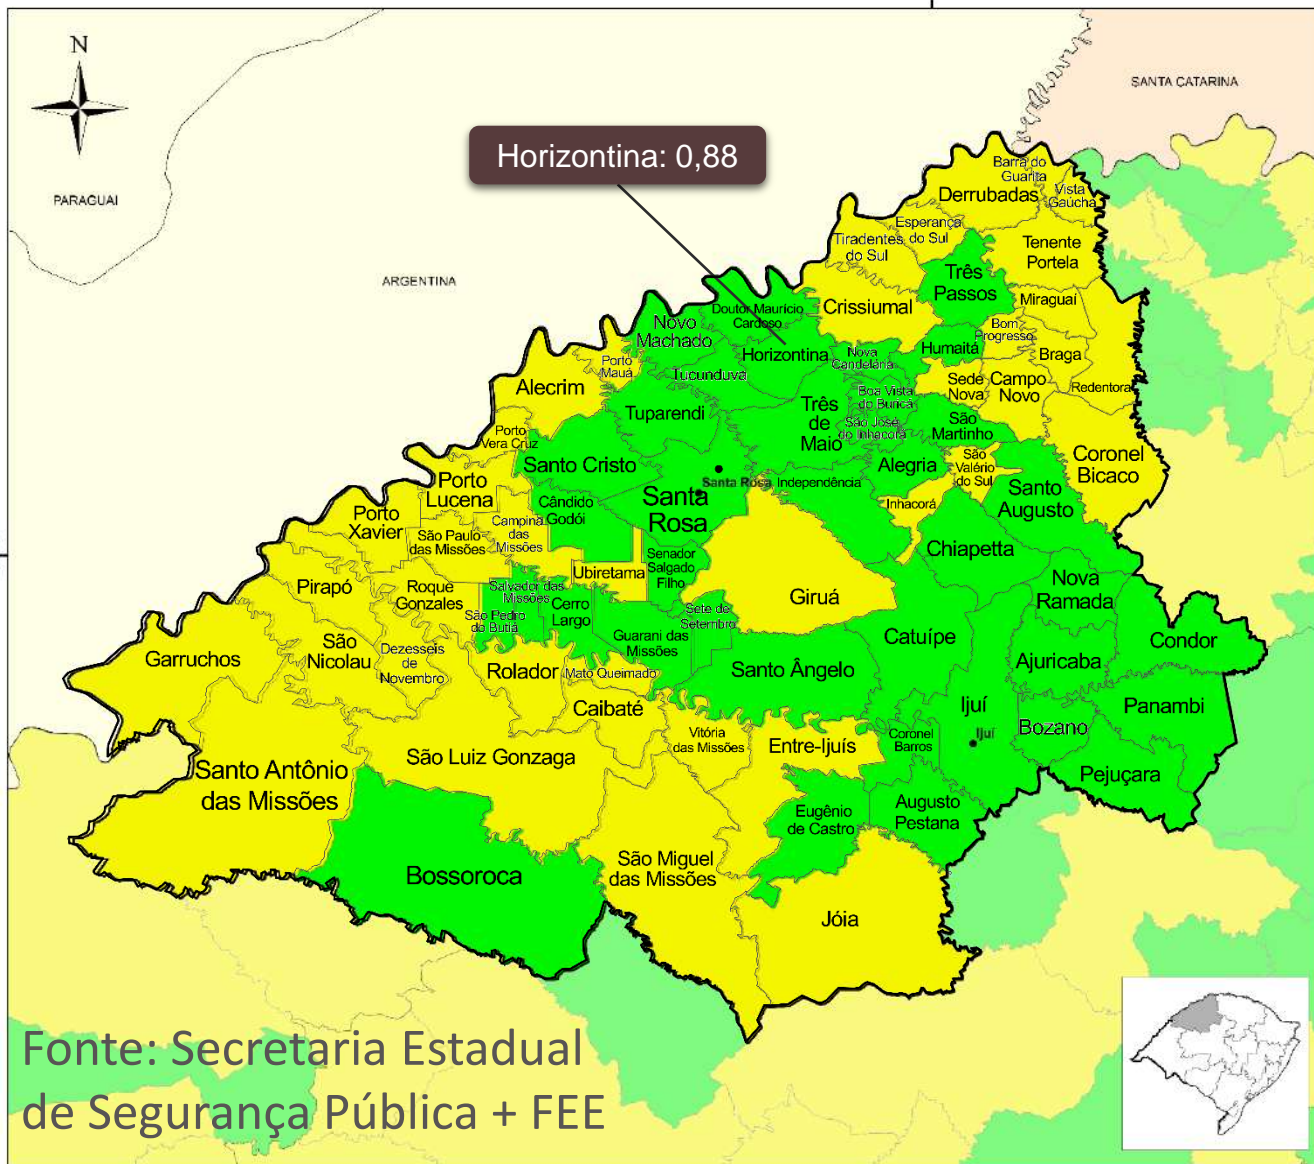 N
SANTA CATARINA
PARAGUAI
ARGENTINA
Horizontina: 0,88
Barra do
Guarita
Derrubadas
Vista
Gaúcha
Esperança
do Sul
Tiradentes
do Sul
Tenente
Portela
Três
Passos
Crissiumal
Miraguaí
Doutor Maurício
Cardoso
Novo
Machado
Bom
Progresso
Humaitá
Braga
Horizontina
Nova
Candelária
Porto
Mauá
Tucunduva
Alecrim
Sede
Nova
Campo
Novo
Redentora
Boa Vista
do Buricá
Tuparendi
Três
de
Maio
São José
do Inhacorá
São
Martinho
Porto
Vera Cruz
Santo Cristo
Alegria
São
Valério
do Sul
Coronel
Bicaco
Porto
Lucena
Santa Rosa
Independência
Santa
Rosa
Santo
Augusto
Cândido
Godói
Inhacorá
Porto
Xavier
Campina
das
Missões
São Paulo
das Missões
Chiapetta
Senador
Salgado
Filho
Ubiretama
Pirapó
Roque
Gonzales
Salvador das
Missões
Cerro
Largo
Giruá
Nova
Ramada
São Pedro
do Butiá
Sete de
Setembro
Guarani das
Missões
Catuípe
Condor
São
Nicolau
Dezesseis
de
Novembro
Garruchos
Rolador
Mato Queimado
Santo Ângelo
Ajuricaba
Caibaté
Ijuí
Panambi
Vitória
das Missões
Entre-Ijuís
Coronel
Barros
Ijuí
Bozano
São Luiz Gonzaga
Santo Antônio
das Missões
Pejuçara
Eugênio
de Castro
Augusto
Pestana
São Miguel
das Missões
Bossoroca
Jóia
Fonte: Secretaria Estadual
de Segurança Pública + FEE